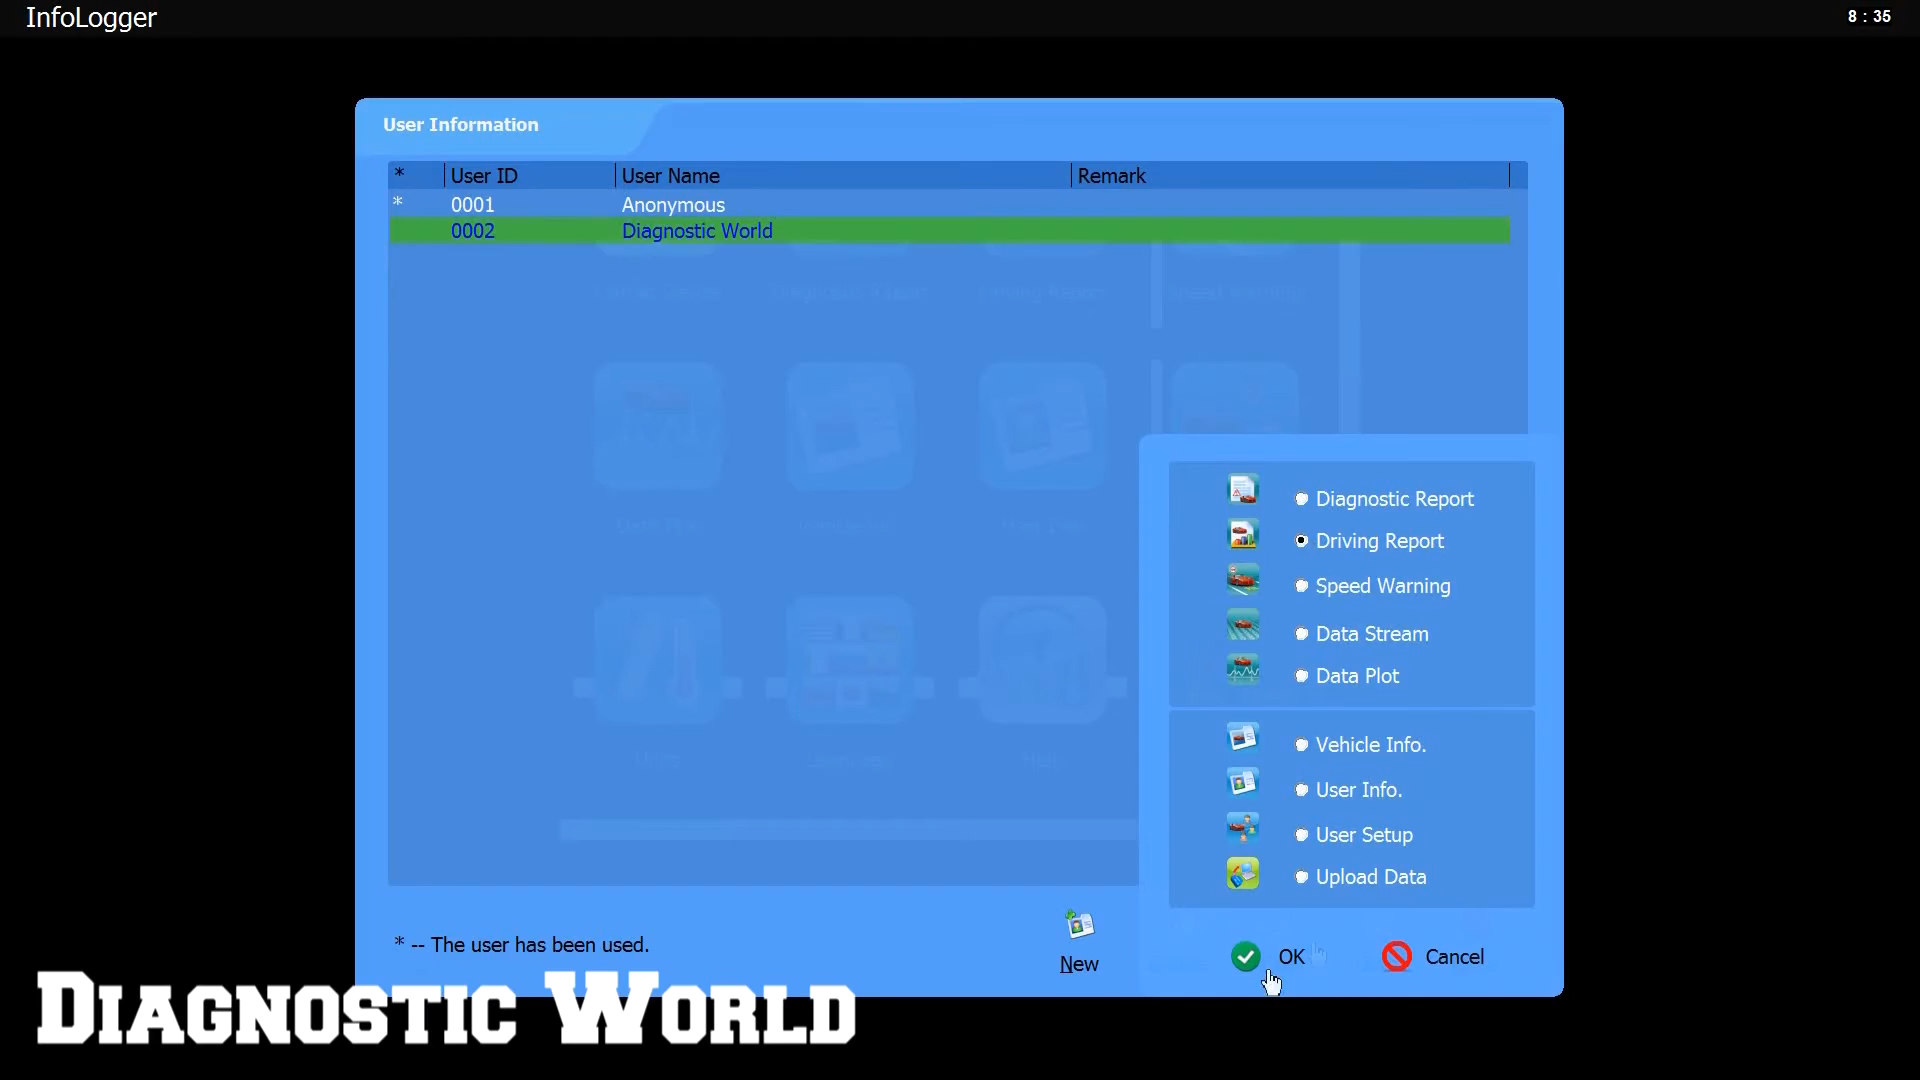 InfoLogger
8 : 35
User Information
* User ID User Name Remark
* 0001 Anonymous
0002 Diagnostic World
Diagnostic Report
Driving Report
Speed Warning
Data Stream
Data Plot
Vehicle Info.
User Info.
User Setup
Upload Data
* -- The user has been used.
New
OK
Cancel
DIAGNOSTIC WORLD